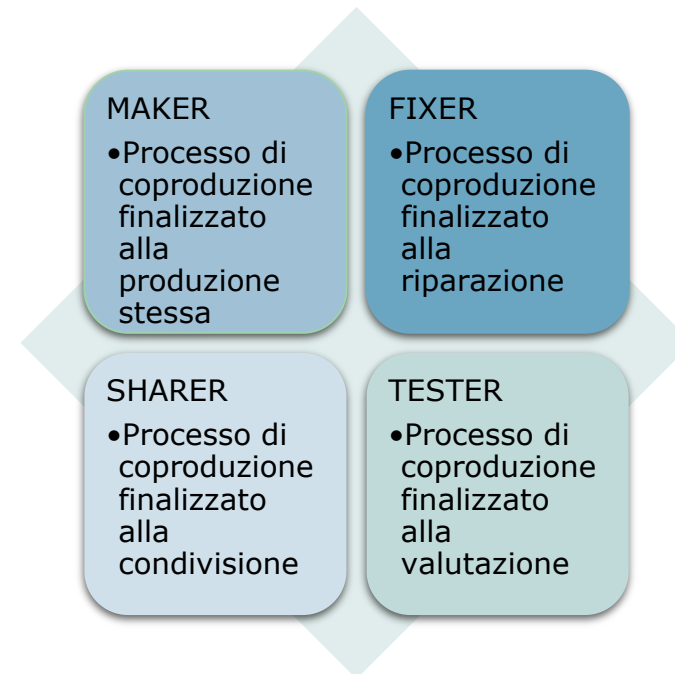 MAKER
•Processo di
coproduzione
finalizzato
alla
produzione
stessa
FIXER
•Processo di
coproduzione
finalizzato
alla
riparazione
SHARER
•Processo di
coproduzione
finalizzato
alla
condivisione
TESTER
•Processo di
coproduzione
finalizzato
alla
valutazione